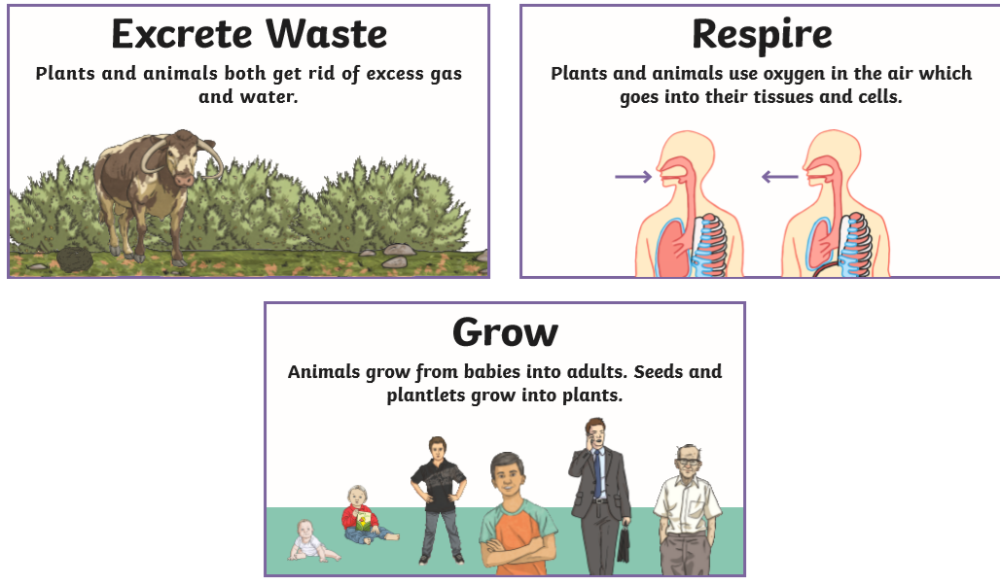 Excrete Waste
Plants and animals both get rid of excess gas
and water.
Respire
Plants and animals use oxygen in the air which
goes into their tissues and cells.
Grow
Animals grow from babies into adults. Seeds and
plantlets grow into plants.